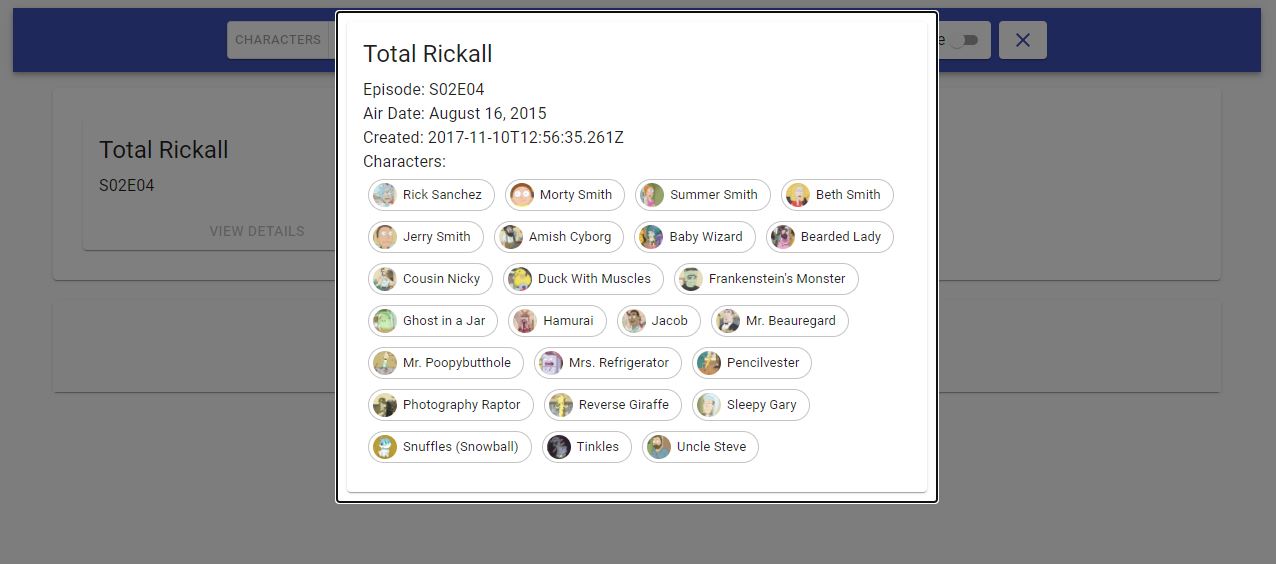 CHARACTERS
e
Total Rickall
S02E04
VIEW DETAILS
Total Rickall
Episode: S02E04
Air Date: August 16, 2015
Created: 2017-11-10T12:56:35.261Z
Characters:
Rick Sanchez Morty Smith Summer Smith Beth Smith
Jerry Smith Amish Cyborg Baby Wizard Bearded Lady
Cousin Nicky Duck With Muscles Frankenstein's Monster
Ghost in a Jar Hamurai Jacob Mr. Beauregard
Mr. Poopybutthole Mrs. Refrigerator Pencilvester
Photography Raptor Reverse Giraffe Sleepy Gary
Snuffles (Snowball) Tinkles Uncle Steve